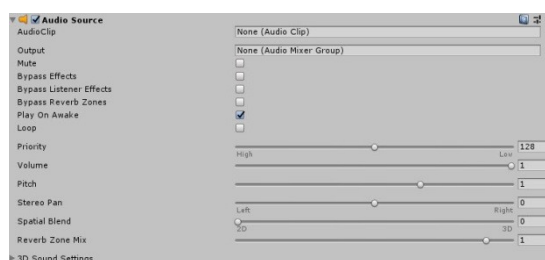 Audio Source
AudioClip None (Audio Clip)
Output None (Audio Mixer Group)
Mute
Bypass Effects
Bypass Listener Effects
Bypass Reverb Zones
Play On Awake
Loop
Priority 128
High Low
Volume 1
Pitch 1
Stereo Pan 0
Left Right
Spatial Blend 0
2D 3D
Reverb Zone Mix 1
3D Sound Settings